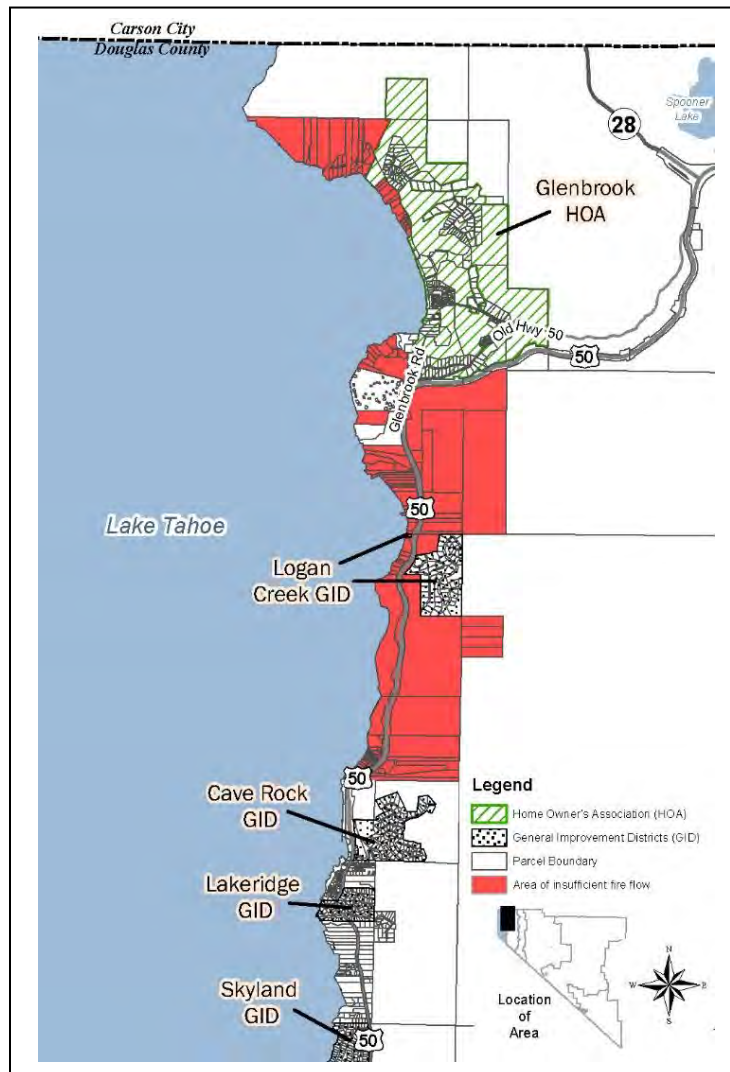 Carson City
Douglas County
Spooner
Lake
28
Glenbrook
HOA
Old Hwy 50
50
Glenbrook Rd
50
Lake Tahoe
Logan
Creek GID
50
Cave Rock
GID
Lakeridge
GID
Skyland
GID
50
Legend
Home Owner's Association (HOA)
General Improvement Districts (GID)
Parcel Boundary
Area of insufficient fire flow
Location
of
Area
N
W
E
S